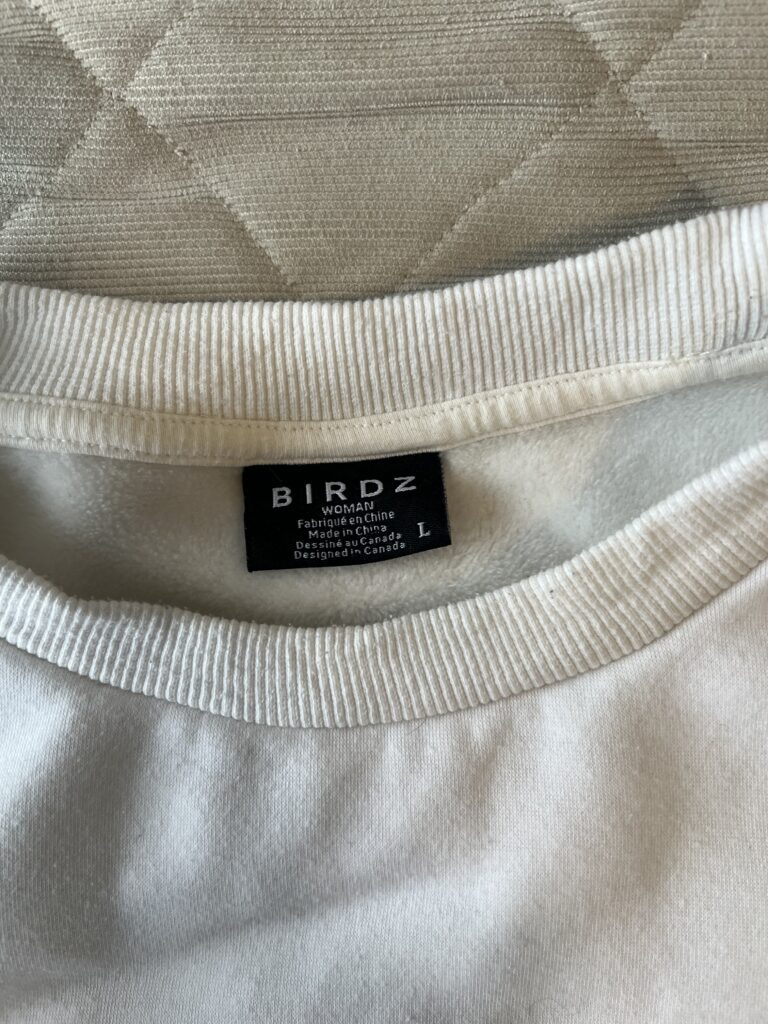 BIRDZ
WOMAN
Fabriqué en Chine
Made in China
Dessiné au Canada
Designed in Canada
L